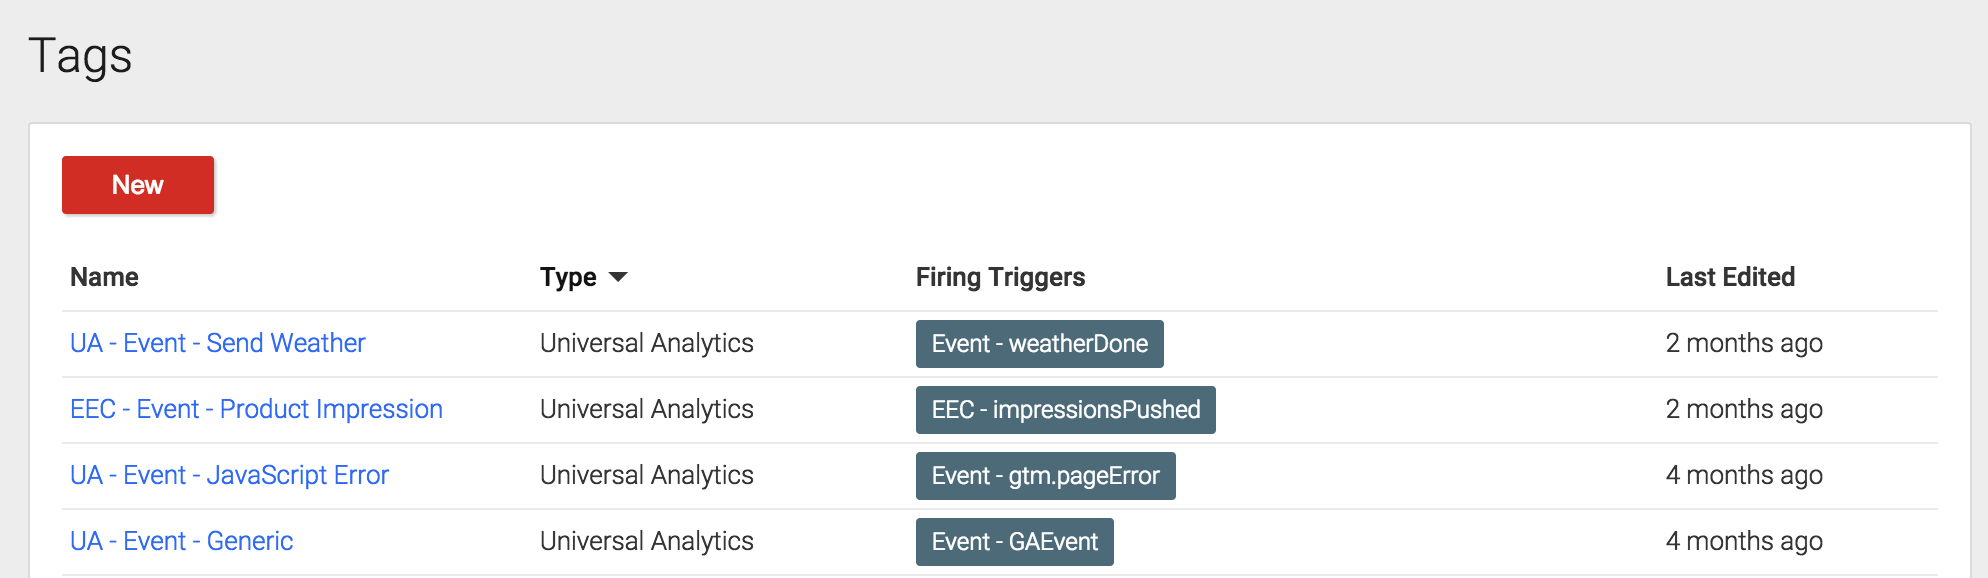 Tags
New
Name Type Firing Triggers Last Edited
UA - Event - Send Weather Universal Analytics Event - weatherDone 2 months ago
EEC - Event - Product Impression Universal Analytics EEC - impressionsPushed 2 months ago
UA - Event - JavaScript Error Universal Analytics Event - gtm.pageError 4 months ago
UA - Event - Generic Universal Analytics Event - GAEvent 4 months ago